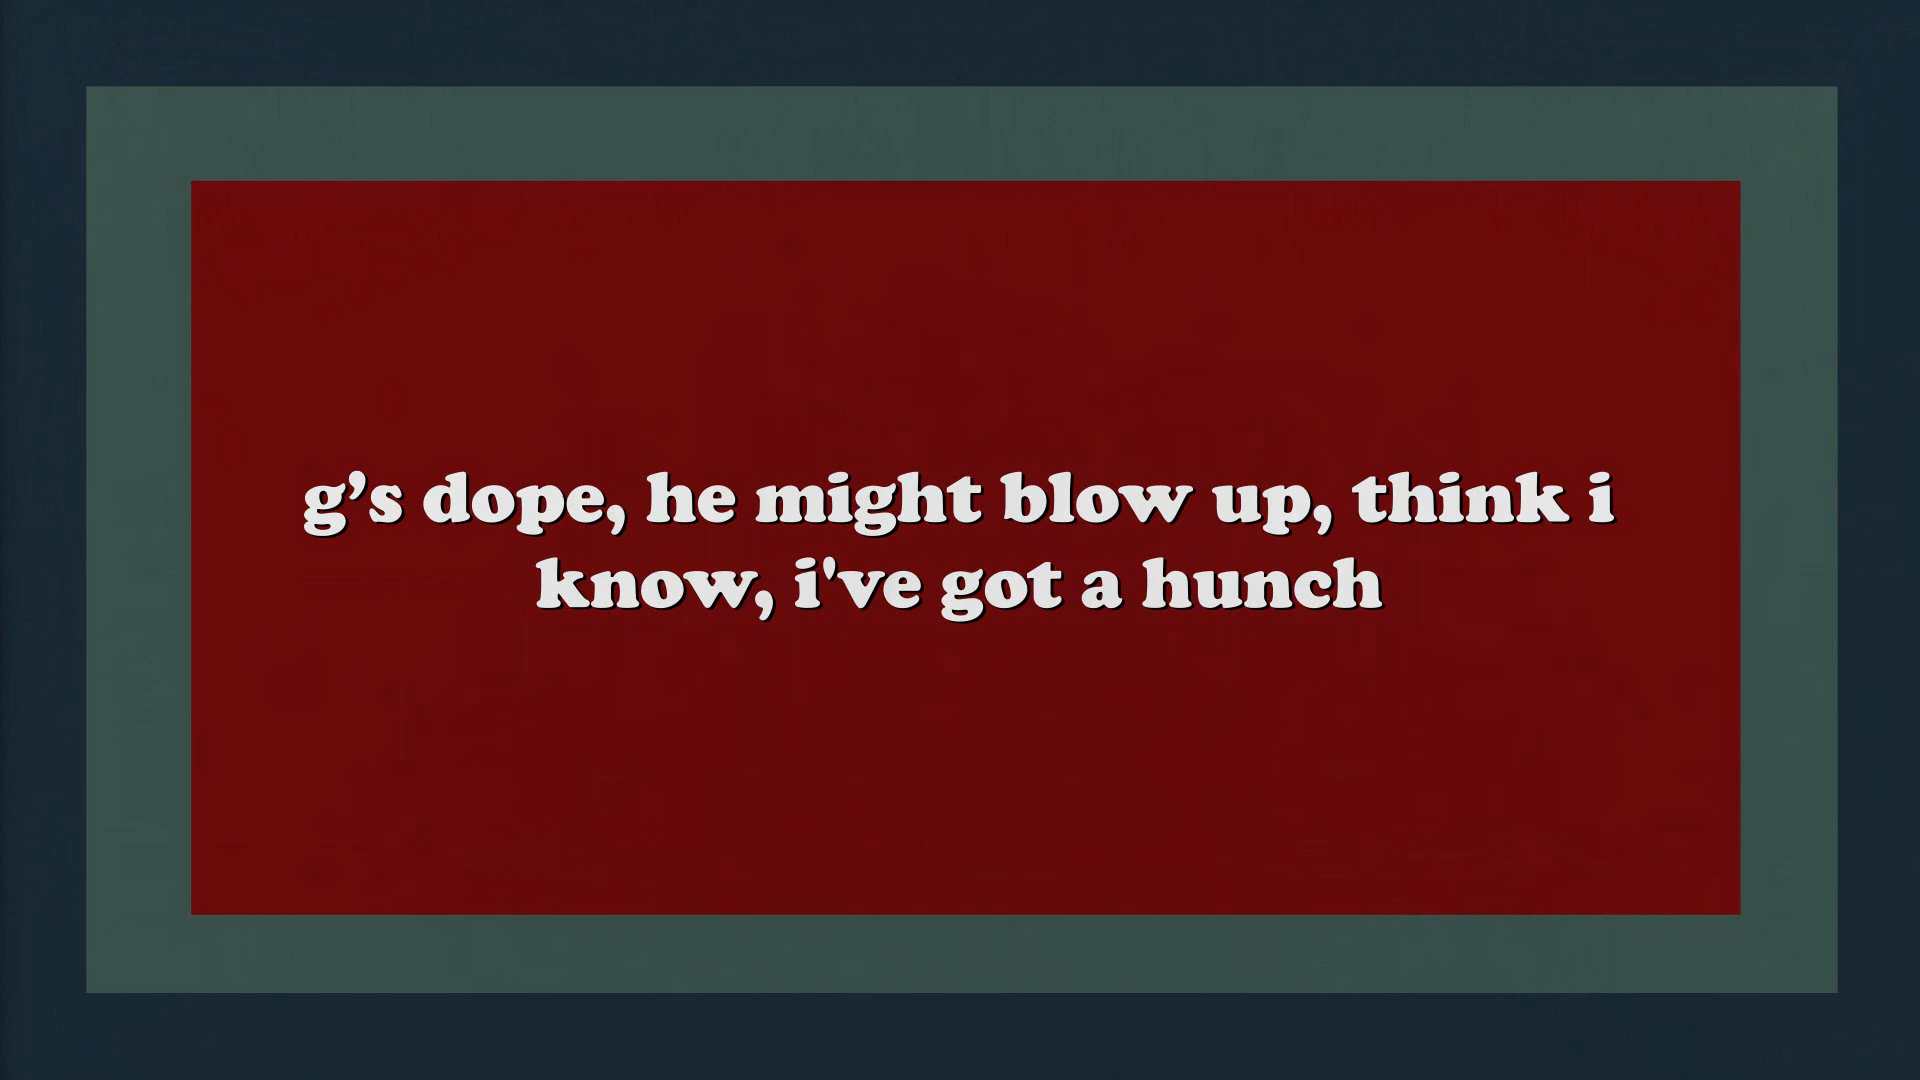 g’s dope, he might blow up, think i
know, i've got a hunch